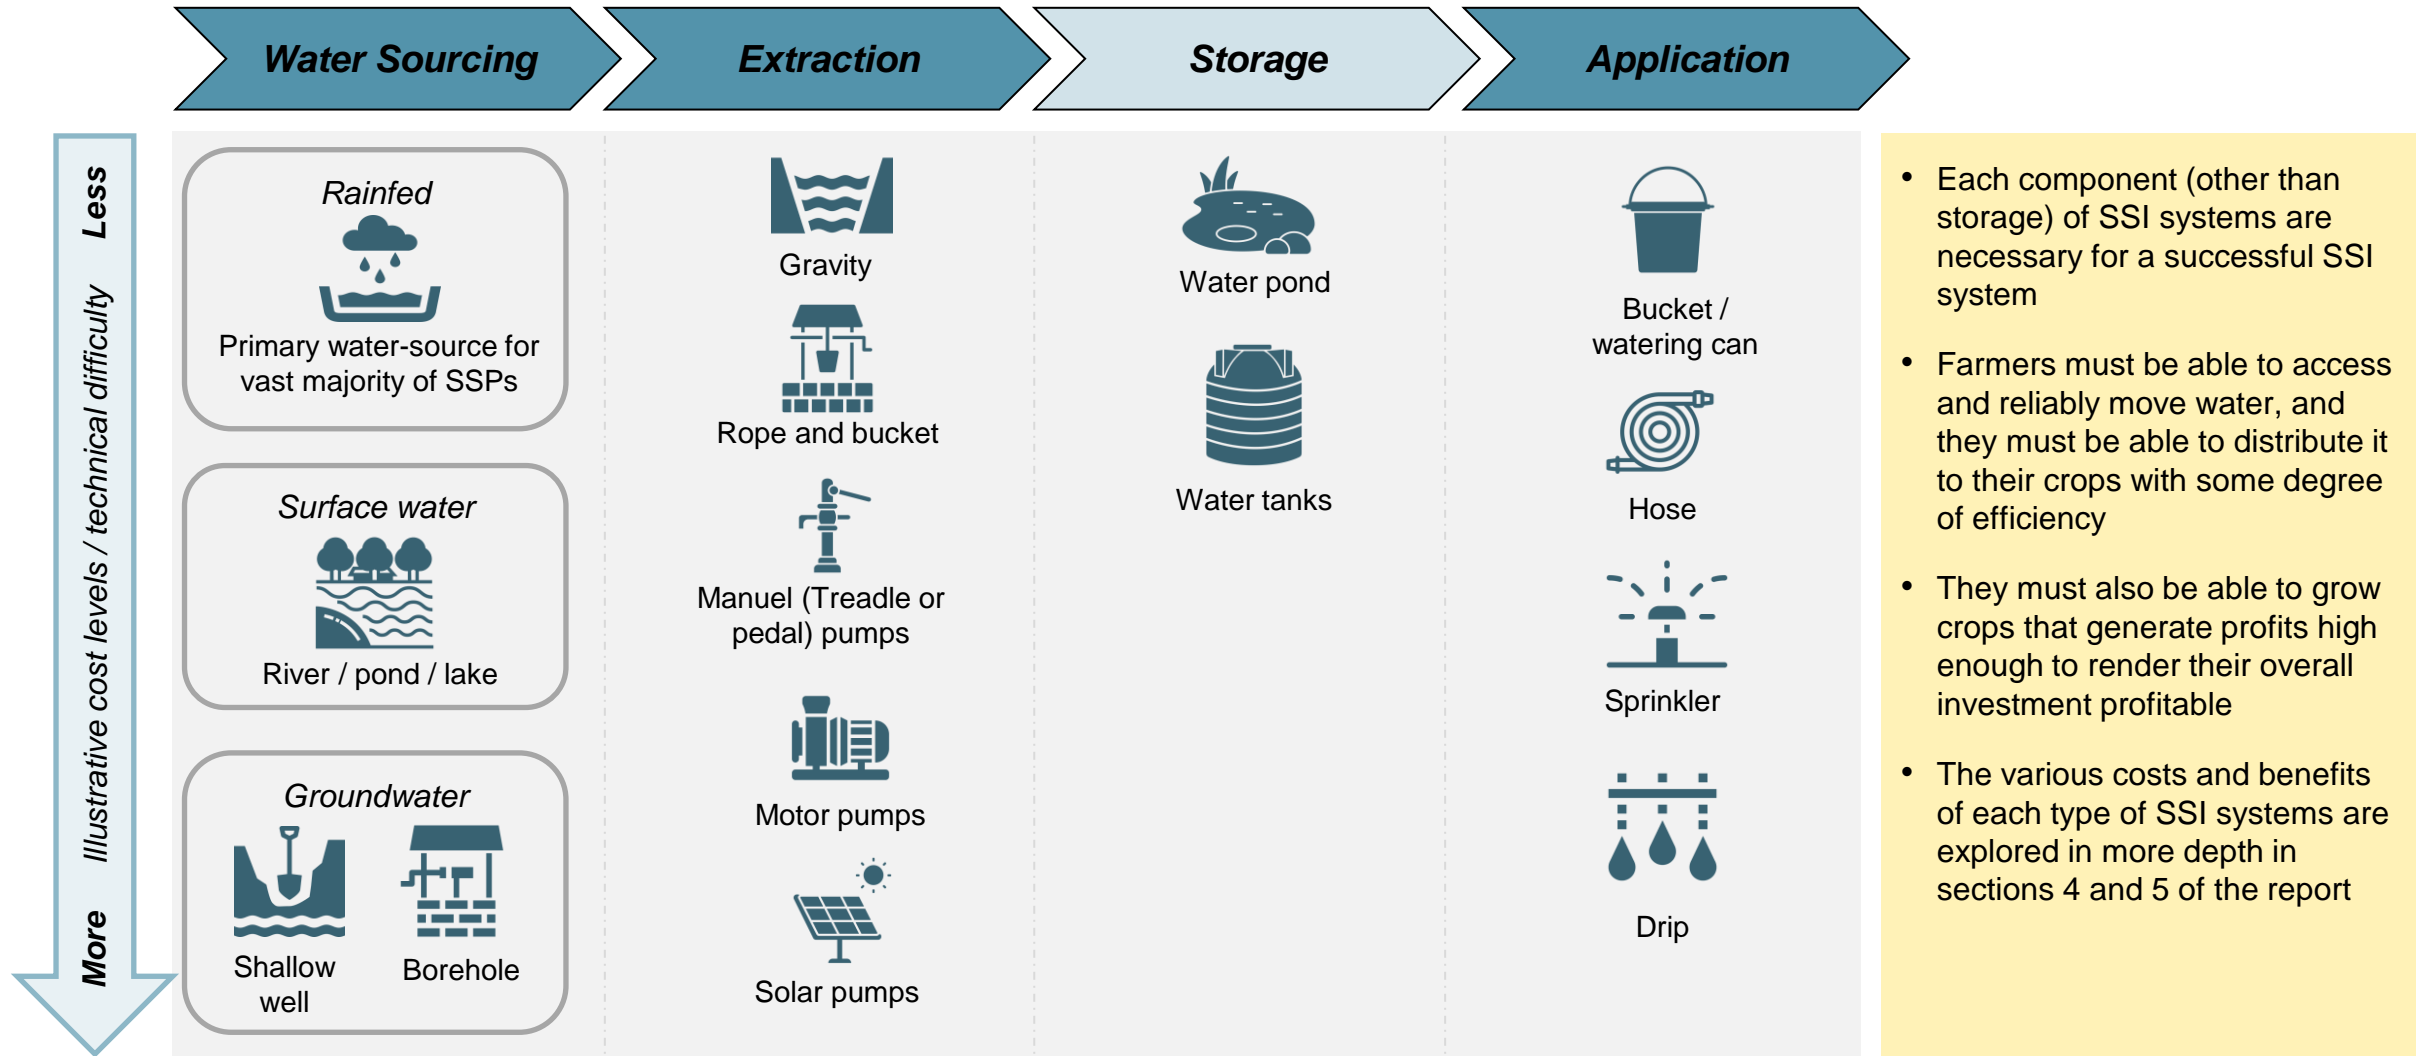 Water Sourcing
Extraction
Storage
Application
Less
Illustrative cost levels / technical difficulty
More
Rainfed
Primary water-source for
vast majority of SSPs
Surface water
River / pond / lake
Groundwater
Shallow
well
Borehole
Gravity
Rope and bucket
Manuel (Treadle or
pedal) pumps
Motor pumps
Solar pumps
Water pond
Water tanks
Bucket /
watering can
Hose
Sprinkler
Drip
• Each component (other than
storage) of SSI systems are
necessary for a successful SSI
system
• Farmers must be able to access
and reliably move water, and
they must be able to distribute it
to their crops with some degree
of efficiency
• They must also be able to grow
crops that generate profits high
enough to render their overall
investment profitable
• The various costs and benefits
of each type of SSI systems are
explored in more depth in
sections 4 and 5 of the report